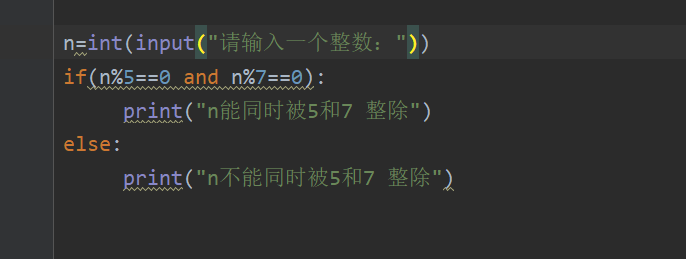 n=int(input("请输入一个整数："))
if(n%5==0 and n%7==0):
    print("n能同时被5和7 整除")
else:
    print("n不能同时被5和7 整除")